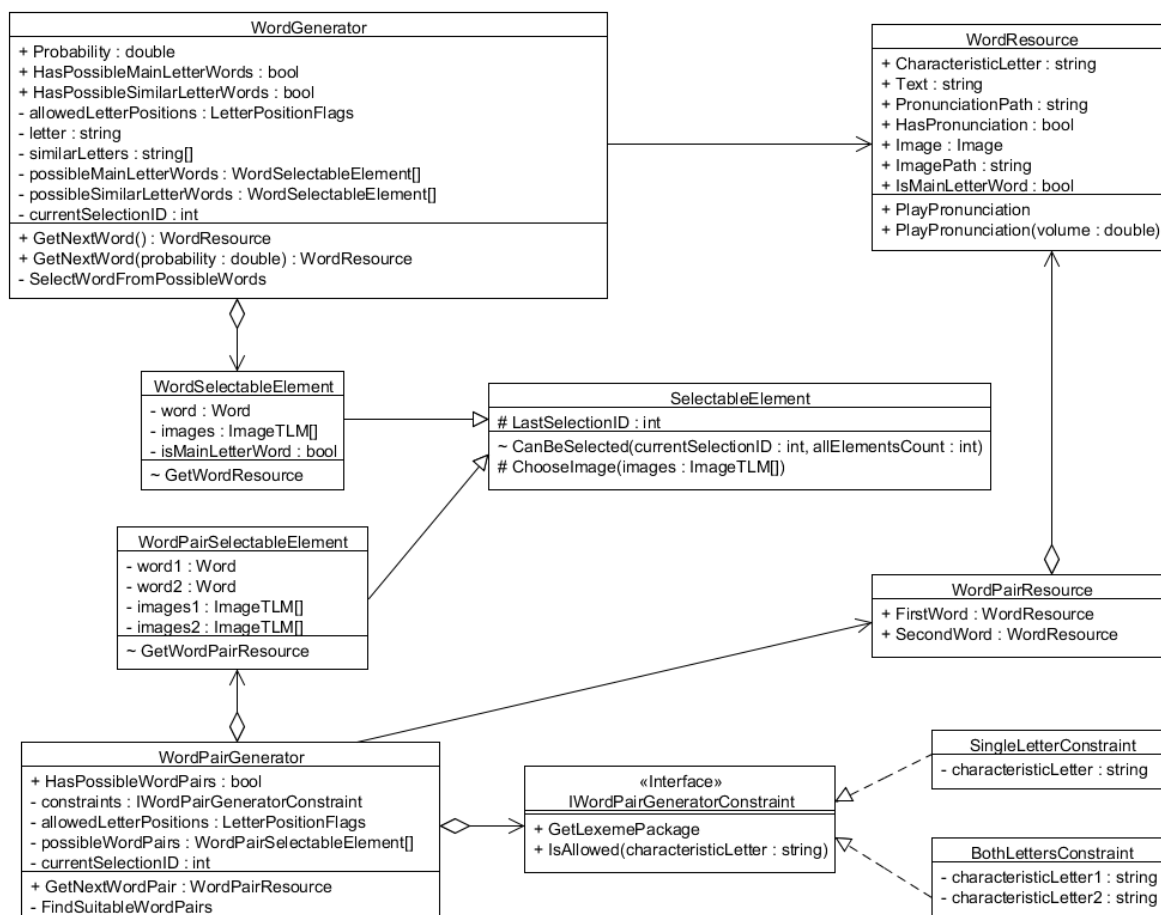 WordGenerator
+ Probability : double
+ HasPossibleMainLetterWords : bool
+ HasPossibleSimilarLetterWords : bool
- allowedLetterPositions : LetterPositionFlags
- letter : string
- similarLetters : string[]
- possibleMainLetterWords : WordSelectableElement[]
- possibleSimilarLetterWords : WordSelectableElement[]
- currentSelectionID : int
+ GetNextWord() : WordResource
+ GetNextWord(probability : double) : WordResource
- SelectWordFromPossibleWords
WordResource
+ CharacteristicLetter : string
+ Text : string
+ PronunciationPath : string
+ HasPronunciation : bool
+ Image : Image
+ ImagePath : string
+ IsMainLetterWord : bool
+ PlayPronunciation
+ PlayPronunciation(volume : double)
WordSelectableElement
- word : Word
- images : ImageTLM[]
- isMainLetterWord : bool
~ GetWordResource
SelectableElement
# LastSelectionID : int
~ CanBeSelected(currentSelectionID : int, allElementsCount : int)
# ChooseImage(images : ImageTLM[])
WordPairSelectableElement
- word1 : Word
- word2 : Word
- images1 : ImageTLM[]
- images2 : ImageTLM[]
~ GetWordPairResource
WordPairResource
+ FirstWord : WordResource
+ SecondWord : WordResource
WordPairGenerator
+ HasPossibleWordPairs : bool
- constraints : IWordPairGeneratorConstraint
- allowedLetterPositions : LetterPositionFlags
- possibleWordPairs : WordPairSelectableElement[]
- currentSelectionID : int
+ GetNextWordPair : WordPairResource
- FindSuitableWordPairs
«Interface»
IWordPairGeneratorConstraint
+ GetLexemePackage
+ IsAllowed(characteristicLetter : string)
SingleLetterConstraint
- characteristicLetter : string
BothLettersConstraint
- characteristicLetter1 : string
- characteristicLetter2 : string